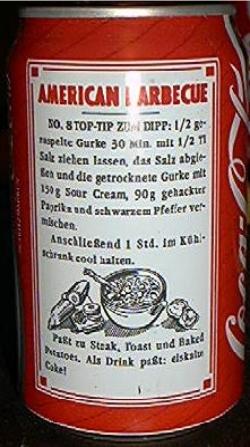 AMERICAN BARBECUE
NO. 8 TOP-TIP ZUM DIPP: 1/2 ge-
raspelte Gurke 30 Min. mit 1/2 Tl
Salz ziehen lassen, das Salz abgie-
ßen und die getrocknete Gurke mit
150g Sour Cream, 90g gehackter
Paprika und schwarzem Pfeffer ver-
mischen.
Anschließend 1 Std. im Kühl-
schrank cool halten.
Paßt zu Steak, Toast und Baked
Potatoes. Als Drink paßt: eiskalte
Coke!